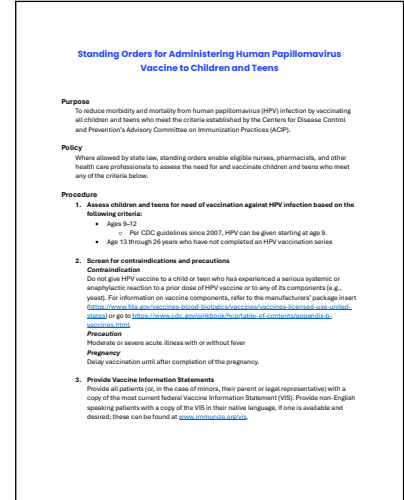 Standing Orders for Administering Human Papillomavirus
Vaccine to Children and Teens
Purpose
To reduce morbidity and mortality from human papillomavirus (HPV) infection by vaccinating
all children and teens who meet the criteria established by the Centers for Disease Control
and Prevention's Advisory Committee on Immunization Practices (ACIP).
Policy
Where allowed by state law, standing orders enable eligible nurses, pharmacists, and other
health care professionals to assess the need for and vaccinate children and teens who meet
any of the criteria below.
Procedure
1. Assess children and teens for need of vaccination against HPV infection based on the
following criteria:
• Ages 9–12
○ Per CDC guidelines since 2007, HPV can be given starting at age 9.
• Age 13 through 26 years who have not completed an HPV vaccination series
2. Screen for contraindications and precautions
Contraindication
Do not give HPV vaccine to a child or teen who has experienced a serious systemic or
anaphylactic reaction to a prior dose of HPV vaccine or to any of its components (e.g.,
yeast). For information on vaccine components, refer to the manufacturers' package insert
(https://www.fda.gov/vaccines-blood-biologics/vaccines/vaccines-licensed-use-united-
states) or go to https://www.cdc.gov/pinkbook/hcp/table-of-contents/appendix-b-
vaccines.html.
Precaution
Moderate or severe acute illness with or without fever
Pregnancy
Delay vaccination until after completion of the pregnancy.
3. Provide Vaccine Information Statements
Provide all patients (or, in the case of minors, their parent or legal representative) with a
copy of the most current federal Vaccine Information Statement (VIS). Provide non-English
speaking patients with a copy of the VIS in their native language, if one is available and
desired; these can be found at www.immunize.org/vis.